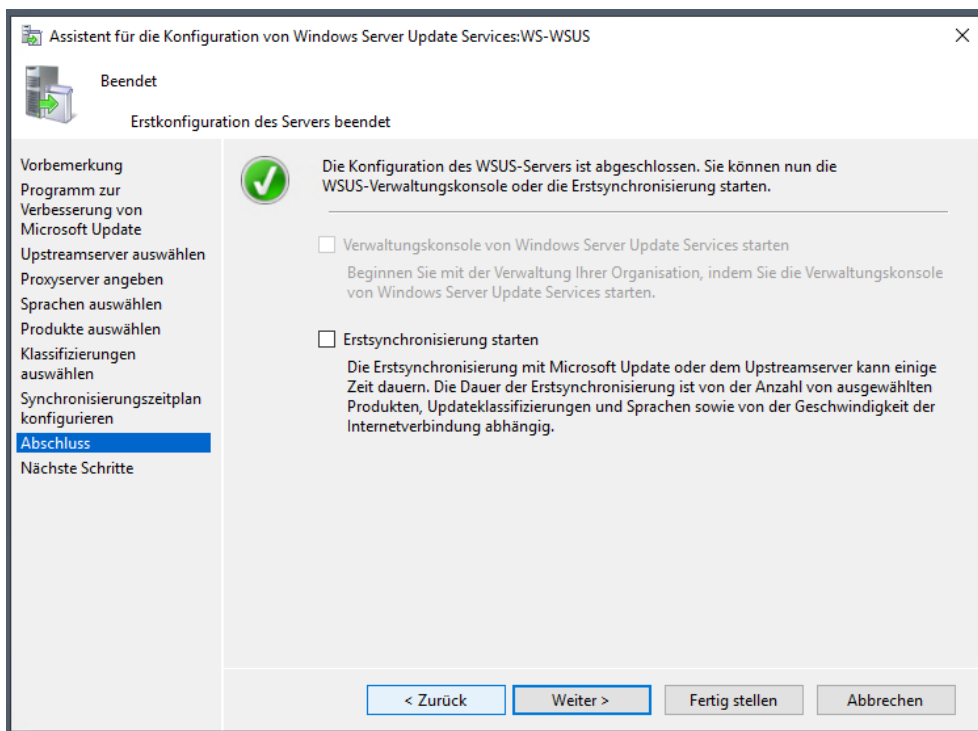 Assistent für die Konfiguration von Windows Server Update Services:WS-WSUS
Beendet
Erstkonfiguration des Servers beendet
Vorbemerkung
Programm zur
Verbesserung von
Microsoft Update
Upstreamserver auswählen
Proxyserver angeben
Sprachen auswählen
Produkte auswählen
Klassifizierungen
auswählen
Synchronisierungszeitplan
konfigurieren
Abschluss
Nächste Schritte
Die Konfiguration des WSUS-Servers ist abgeschlossen. Sie können nun die
WSUS-Verwaltungskonsole oder die Erstsynchronisierung starten.
Verwaltungskonsole von Windows Server Update Services starten
Beginnen Sie mit der Verwaltung Ihrer Organisation, indem Sie die Verwaltungskonsole
von Windows Server Update Services starten.
Erstsynchronisierung starten
Die Erstsynchronisierung mit Microsoft Update oder dem Upstreamserver kann einige
Zeit dauern. Die Dauer der Erstsynchronisierung ist von der Anzahl von ausgewählten
Produkten, Updateklassifizierungen und Sprachen sowie von der Geschwindigkeit der
Internetverbindung abhängig.
< Zurück
Weiter >
Fertig stellen
Abbrechen